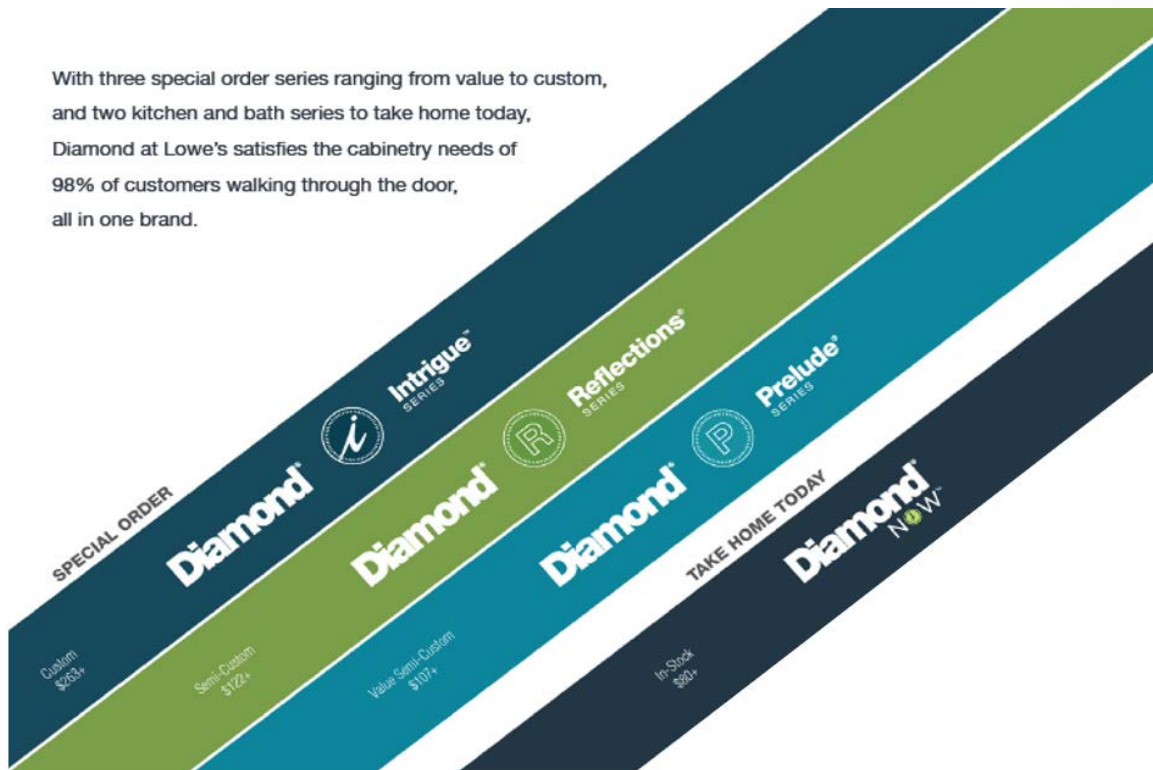 With three special order series ranging from value to custom,
and two kitchen and bath series to take home today,
Diamond at Lowe's satisfies the cabinetry needs of
98% of customers walking through the door,
all in one brand.
SPECIAL ORDER
Diamond®
i
Intrigue™
SERIES
Custom
$263+
Diamond®
R
Reflections®
SERIES
Semi-Custom
$122+
Diamond®
P
Prelude®
SERIES
Value Semi-Custom
$107+
TAKE HOME TODAY
Diamond®
NOW™
In-Stock
$80+